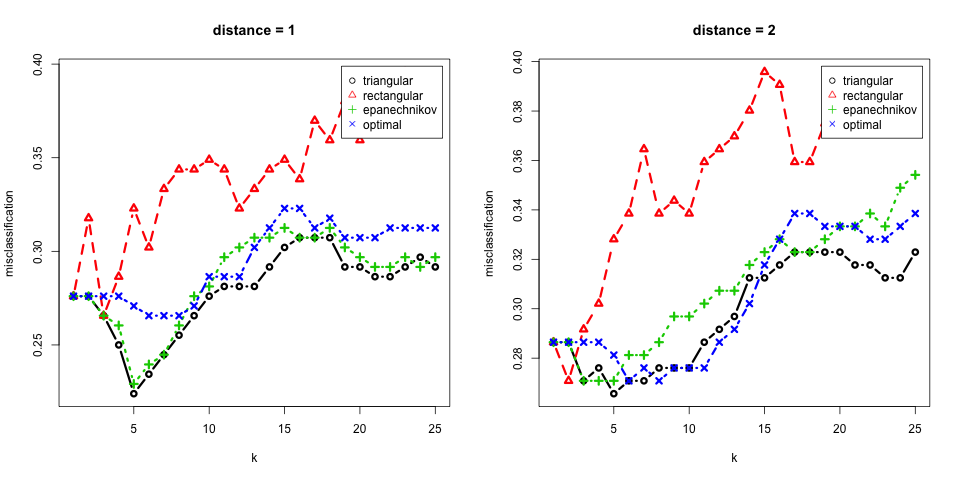 distance = 1
triangular
rectangular
epanechnikov
optimal
misclassification
0.40
0.35
0.30
0.25
5 10 15 20 25
k
distance = 2
triangular
rectangular
epanechnikov
optimal
misclassification
0.40
0.38
0.36
0.34
0.32
0.30
0.28
5 10 15 20 25
k